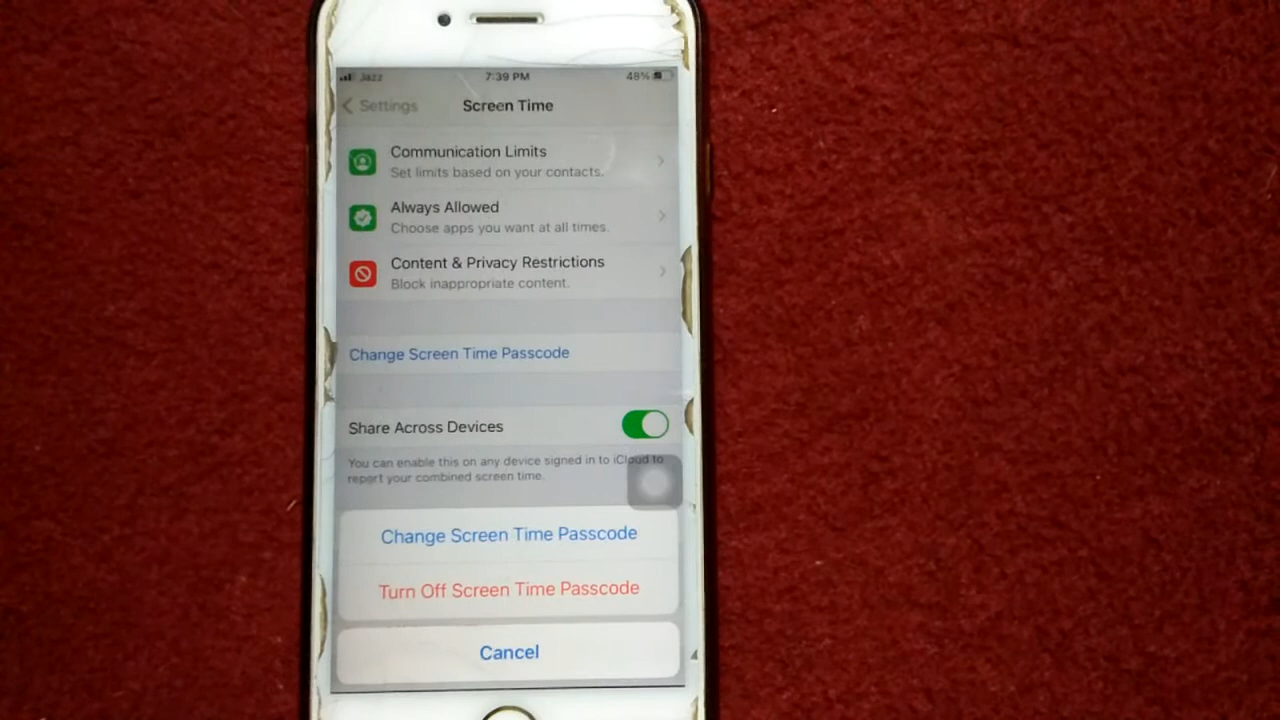 Jazz 7:39 PM 48%
Settings Screen Time
Communication Limits
Set limits based on your contacts.
Always Allowed
Choose apps you want at all times.
Content & Privacy Restrictions
Block inappropriate content.
Change Screen Time Passcode
Share Across Devices
You can enable this on any device signed in to iCloud to
report your combined screen time.
Change Screen Time Passcode
Turn Off Screen Time Passcode
Cancel